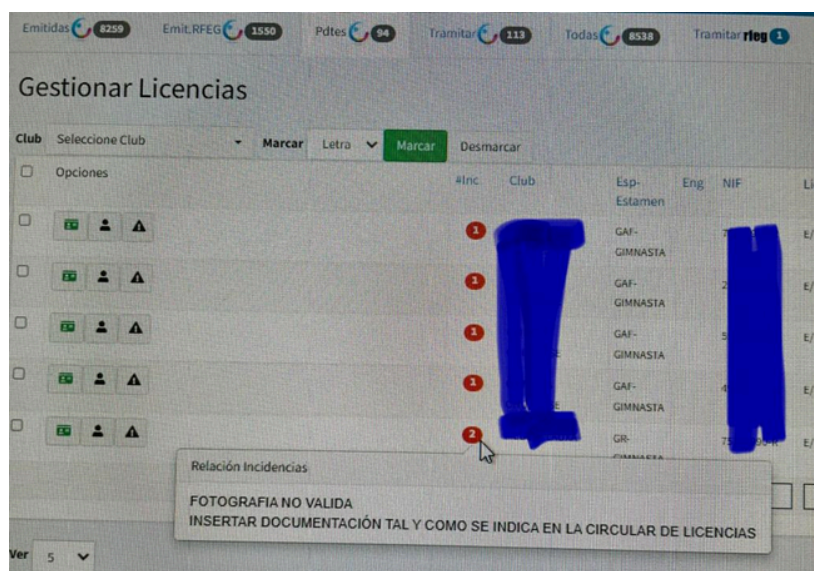 Emitidas 8259 Emit.RFEG 1550 Pdtes 94 Tramitar 113 Todas 8538 Tramitar rfeg 1
Gestionar Licencias
Club Seleccione Club Marcar Letra Marcar Desmarcar
Opciones #Inc Club Esp-Estamen Eng NIF
1 GAF-GIMNASTA E/
1 GAF-GIMNASTA E/
1 GAF-GIMNASTA E/
1 GAF-GIMNASTA E/
2 GR- E/
Relación Incidencias
FOTOGRAFIA NO VALIDA
INSERTAR DOCUMENTACIÓN TAL Y COMO SE INDICA EN LA CIRCULAR DE LICENCIAS
Ver 5